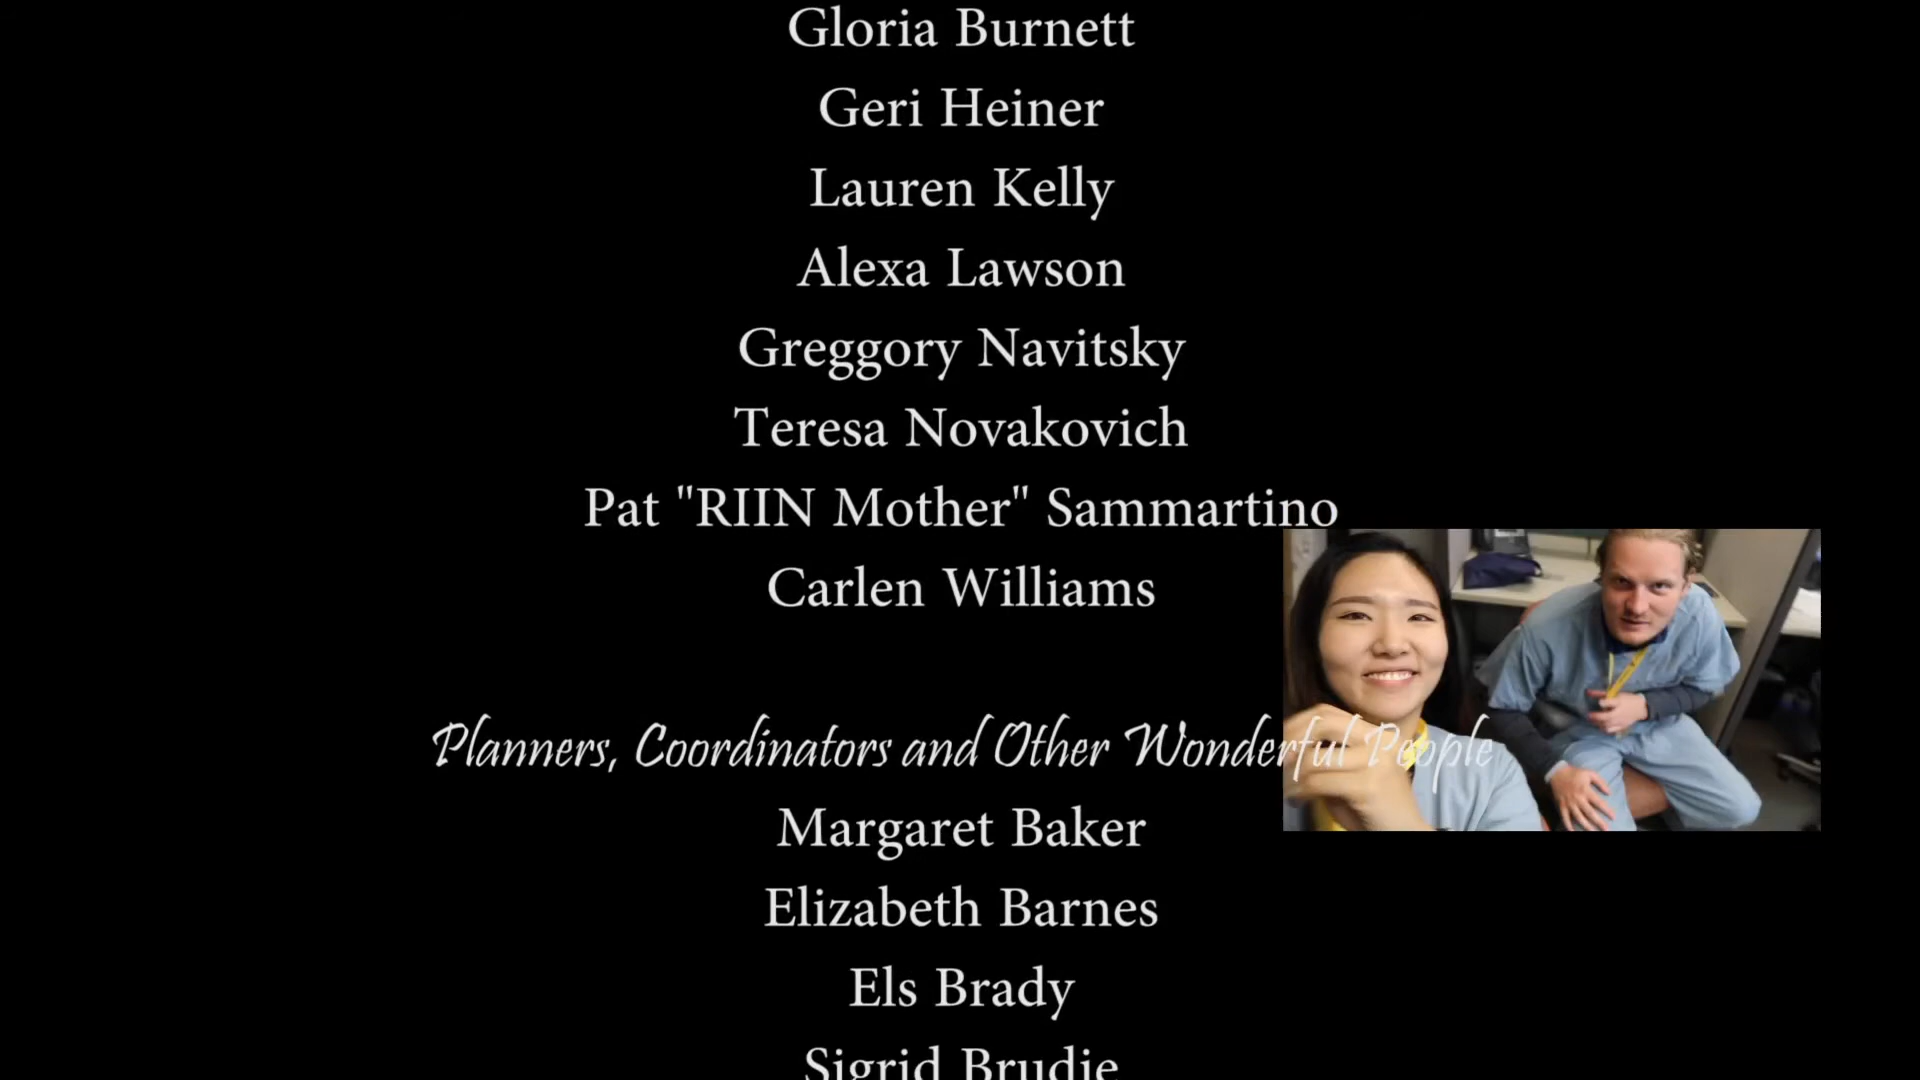 Gloria Burnett
Geri Heiner
Lauren Kelly
Alexa Lawson
Greggory Navitsky
Teresa Novakovich
Pat "RIIN Mother" Sammartino
Carlen Williams
Planners, Coordinators and Other Wonderful People
Margaret Baker
Elizabeth Barnes
Els Brady
Sigrid Brudie